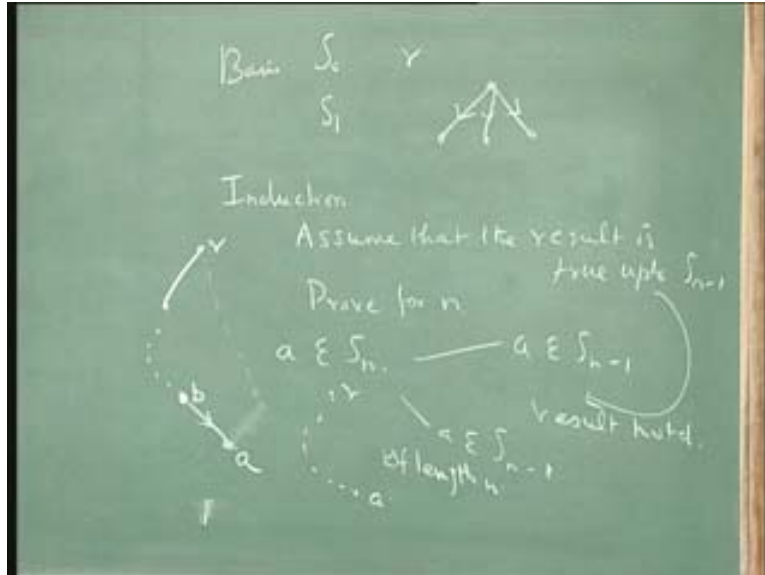 Basis S₀ r
S₁
Induction
Assume that the result is
true upto Sₙ₋₁
Prove for n
a ε Sₙ. a ε Sₙ₋₁
result hold.
a ε Sₙ₋₁
of length n
r
b
a
r
a